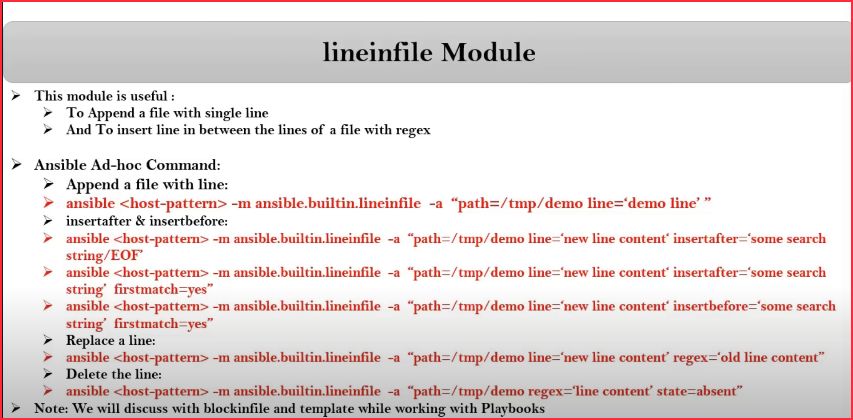 lineinfile Module
➢ This module is useful :
➢ To Append a file with single line
➢ And To insert line in between the lines of a file with regex
➢ Ansible Ad-hoc Command:
➢ Append a file with line:
➢ ansible <host-pattern> -m ansible.builtin.lineinfile -a “path=/tmp/demo line=‘demo line’ ”
➢ insertafter & insertbefore:
➢ ansible <host-pattern> -m ansible.builtin.lineinfile -a “path=/tmp/demo line=‘new line content‘ insertafter=‘some search
string/EOF’
➢ ansible <host-pattern> -m ansible.builtin.lineinfile -a “path=/tmp/demo line=‘new line content‘ insertafter=‘some search
string’ firstmatch=yes”
➢ ansible <host-pattern> -m ansible.builtin.lineinfile -a “path=/tmp/demo line=‘new line content‘ insertbefore=‘some search
string’ firstmatch=yes”
➢ Replace a line:
➢ ansible <host-pattern> -m ansible.builtin.lineinfile -a “path=/tmp/demo line=‘new line content’ regex=‘old line content”
➢ Delete the line:
➢ ansible <host-pattern> -m ansible.builtin.lineinfile -a “path=/tmp/demo regex=‘line content’ state=absent”
➢ Note: We will discuss with blockinfile and template while working with Playbooks